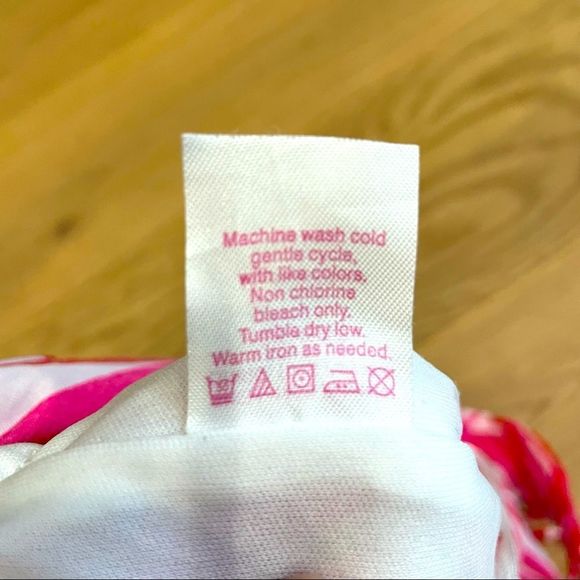 Machine wash cold
gentle cycle,
with like colors.
Non chlorine
bleach only.
Tumble dry low.
Warm iron as needed.